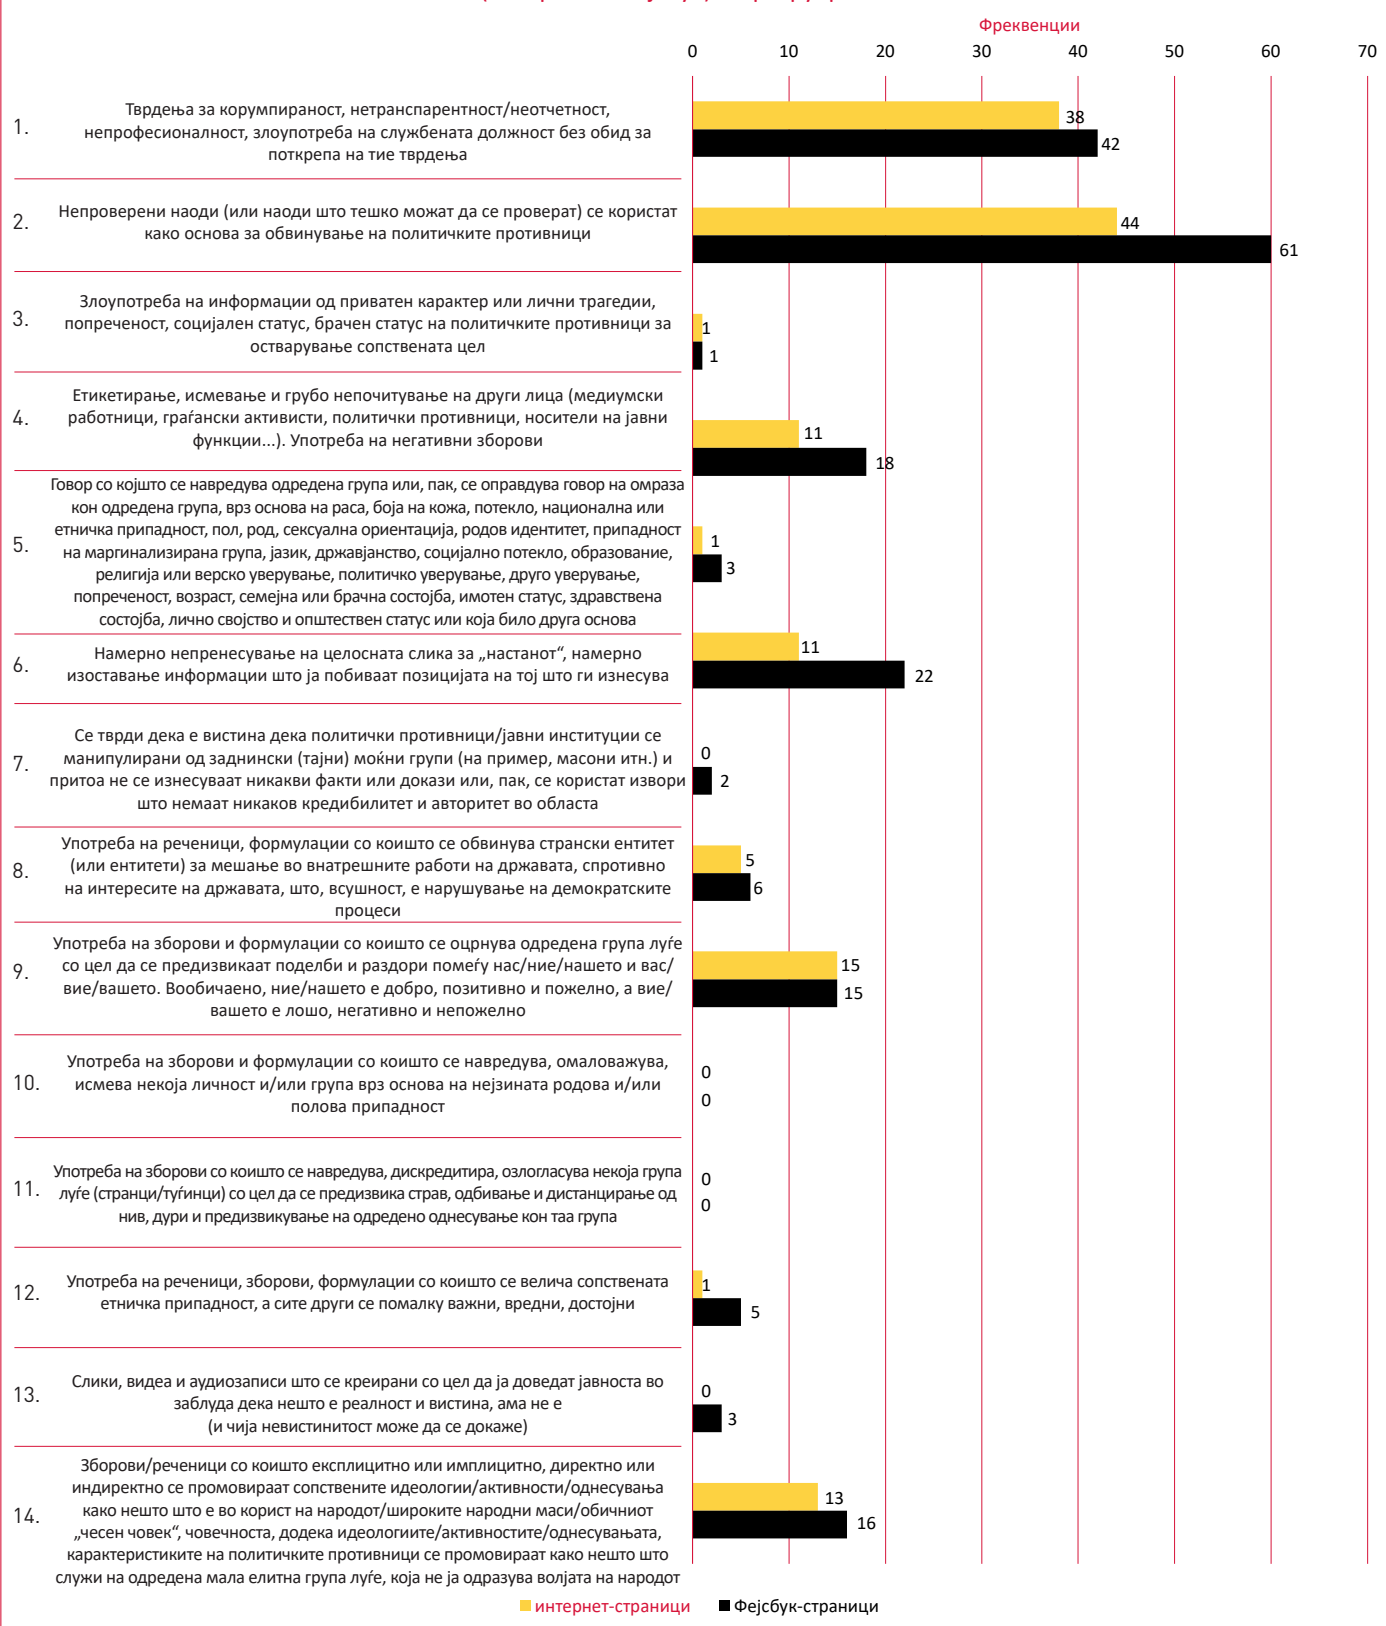 Фреквенции
0 10 20 30 40 50 60 70
1.
Тврдења за корумпираност, нетранспарентност/неотчетност,
непрофесионалност, злоупотреба на службената должност без обид за
поткрепа на тие тврдења
38
42
2.
Непроверени наоди (или наоди што тешко можат да се проверат) се користат
како основа за обвинување на политичките противници
44
61
3.
Злоупотреба на информации од приватен карактер или лични трагедии,
попреченост, социјален статус, брачен статус на политичките противници за
остварување сопствената цел
1
1
4.
Етикетирање, исмевање и грубо непочитување на други лица (медиумски
работници, граѓански активисти, политички противници, носители на јавни
функции...). Употреба на негативни зборови
11
18
5.
Говор со којшто се навредува одредена група или, пак, се оправдува говор на омраза
кон одредена група, врз основа на раса, боја на кожа, потекло, национална или
етничка припадност, пол, род, сексуална ориентација, родов идентитет, припадност
на маргинализирана група, јазик, државјанство, социјално потекло, образование,
религија или верско уверување, политичко уверување, друго уверување,
попреченост, возраст, семејна или брачна состојба, имотен статус, здравствена
состојба, лично својство и општествен статус или која било друга основа
1
3
6.
Намерно непренесување на целосната слика за „настанот“, намерно
изоставање информации што ја побиваат позицијата на тој што ги изнесува
11
22
7.
Се тврди дека е вистина дека политички противници/јавни институции се
манипулирани од заднински (тајни) моќни групи (на пример, масони итн.) и
притоа не се изнесуваат никакви факти или докази или, пак, се користат извори
што немаат никаков кредибилитет и авторитет во областа
0
2
8.
Употреба на реченици, формулации со коишто се обвинува странски ентитет
(или ентитети) за мешање во внатрешните работи на државата, спротивно
на интересите на државата, што, всушност, е нарушување на демократските
процеси
5
6
9.
Употреба на зборови и формулации со коишто се оцрнува одредена група луѓе
со цел да се предизвикаат поделби и раздори помеѓу нас/ние/нашето и вас/
вие/вашето. Вообичаено, ние/нашето е добро, позитивно и пожелно, а вие/
вашето е лошо, негативно и непожелно
15
15
10.
Употреба на зборови и формулации со коишто се навредува, омаловажува,
исмева некоја личност и/или група врз основа на нејзината родова и/или
полова припадност
0
0
11.
Употреба на зборови со коишто се навредува, дискредитира, озлогласува некоја група
луѓе (странци/туѓинци) со цел да се предизвика страв, одбивање и дистанцирање од
нив, дури и предизвикување на одредено однесување кон таа група
0
0
12.
Употреба на реченици, зборови, формулации со коишто се велича сопствената
етничка припадност, а сите други се помалку важни, вредни, достојни
1
5
13.
Слики, видеа и аудиозаписи што се креирани со цел да ја доведат јавноста во
заблуда дека нешто е реалност и вистина, ама не е
(и чија невистинитост може да се докаже)
0
3
14.
Зборови/реченици со коишто експлицитно или имплицитно, директно или
индиректно се промовираат сопствените идеологии/активности/однесувања
како нешто што е во корист на народот/широките народни маси/обичниот
„чесен човек“, човечноста, додека идеологиите/активностите/однесувањата,
карактеристиките на политичките противници се промовираат како нешто што
служи на одредена мала елитна група луѓе, која не ја одразува волјата на народот
13
16
интернет-страници Фејсбук-страници